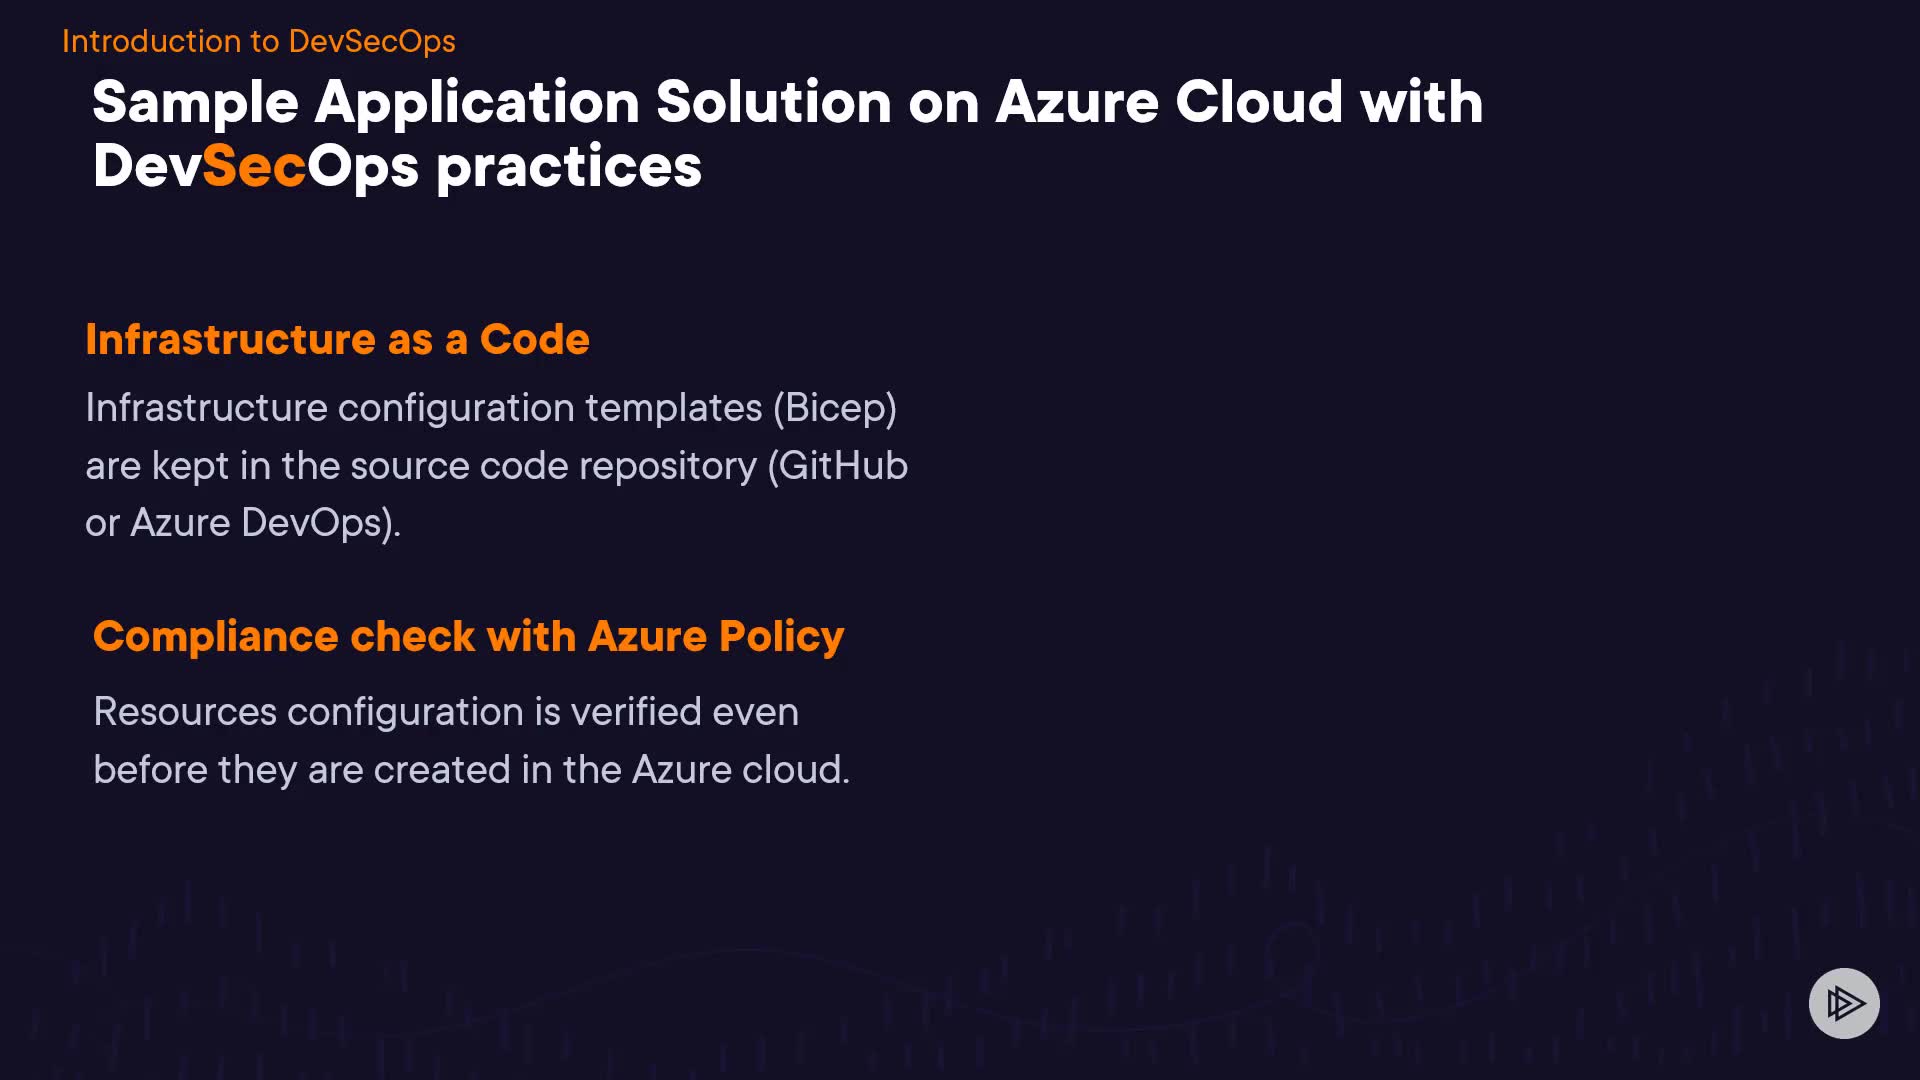 Introduction to DevSecOps
Sample Application Solution on Azure Cloud with
DevSecOps practices
Infrastructure as a Code
Infrastructure configuration templates (Bicep)
are kept in the source code repository (GitHub
or Azure DevOps).
Compliance check with Azure Policy
Resources configuration is verified even
before they are created in the Azure cloud.